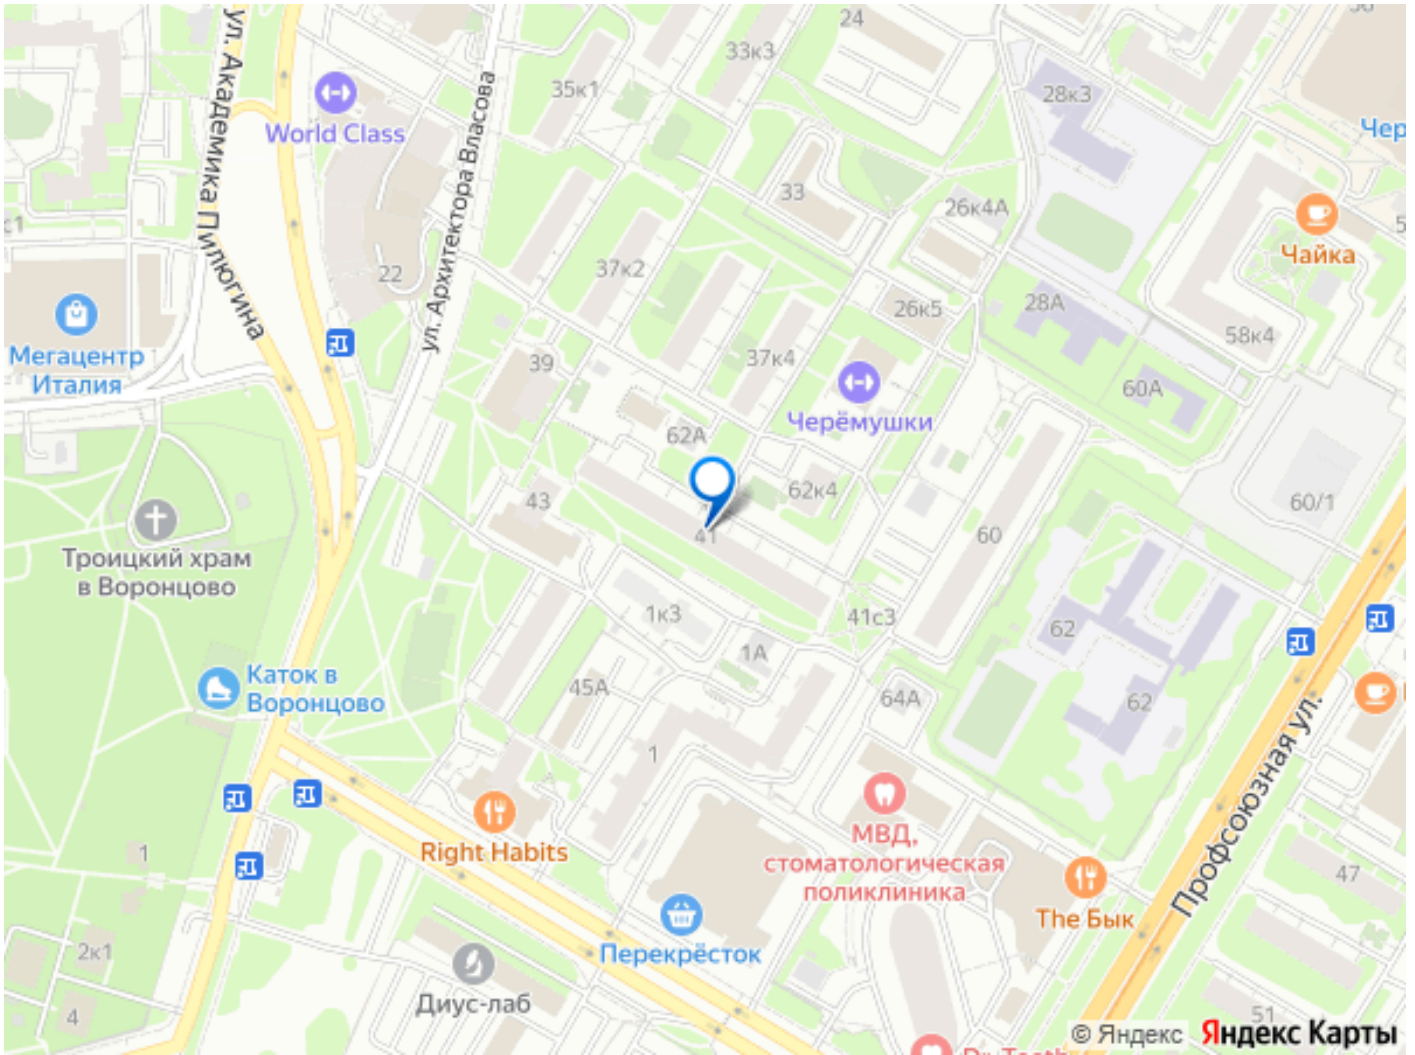 24
33к3
35к1
28к3
World Class
Чер
ул. Академика Пилюгина
ул. Архитектора Власова
33
26к4А
Чайка
37к2
22
28А
26к5
58к4
Мегацентр
Италия
39
37к4
60А
Черёмушки
62А
62к4
60/1
43
41
60
Троицкий храм
в Воронцово
1к3
41с3
62
1А
Каток в
Воронцово
45А
64А
62
1
Профсоюзная ул.
МВД,
стоматологическая
поликлиника
Right Habits
1
47
The Бык
Перекрёсток
2к1
Диус-лаб
4
51
© Яндекс
Яндекс Карты